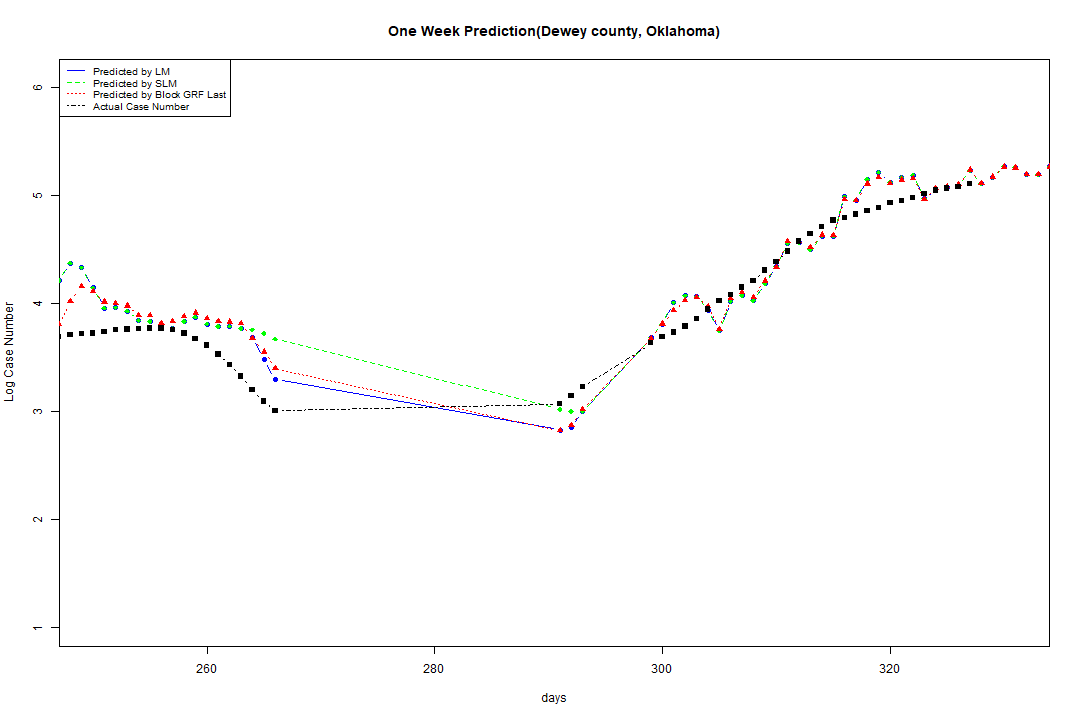 One Week Prediction(Dewey county, Oklahoma)
Predicted by LM
Predicted by SLM
Predicted by Block GRF Last
Actual Case Number
6
5
4
3
2
1
Log Case Number
260
280
300
320
days